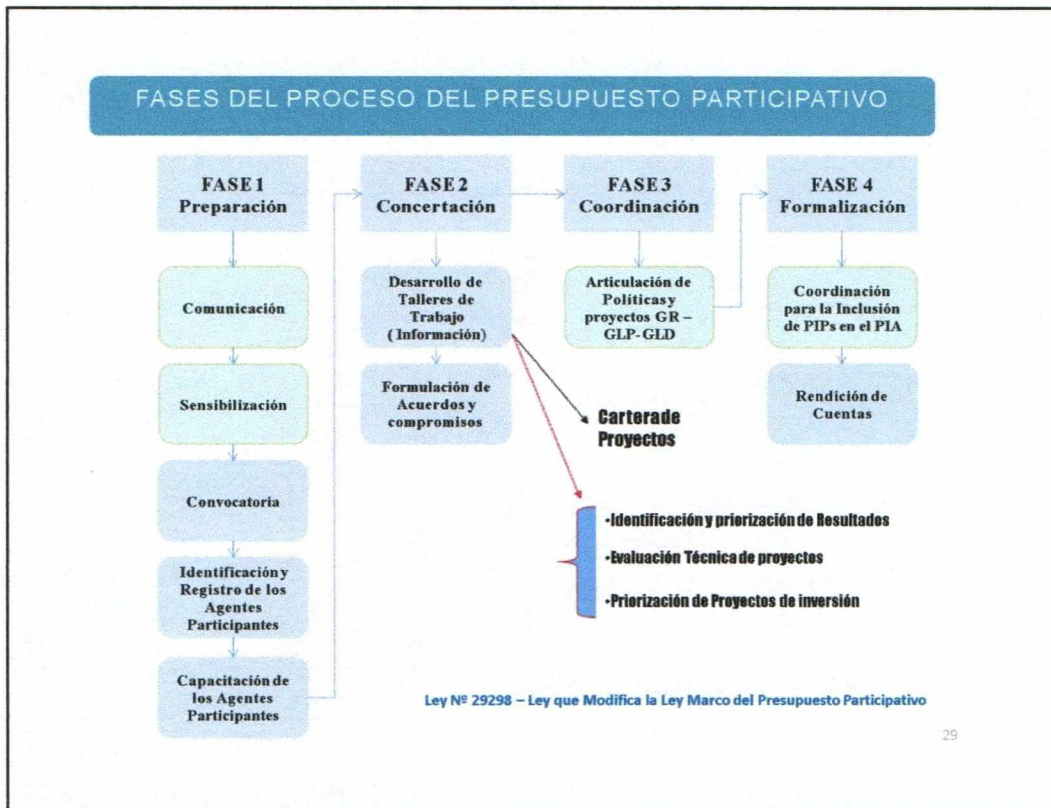 FASES DEL PROCESO DEL PRESUPUESTO PARTICIPATIVO
FASE 1
Preparación
Comunicación
Sensibilización
Convocatoria
Identificación y
Registro de los
Agentes
Participantes
Capacitación de
los Agentes
Participantes
FASE 2
Concertación
Desarrollo de
Talleres de
Trabajo
( Información)
Formulación de
Acuerdos y
compromisos
Cartera de
Proyectos
•Identificación y priorización de Resultados
•Evaluación Técnica de proyectos
•Priorización de Proyectos de inversión
FASE 3
Coordinación
Articulación de
Políticas y
proyectos GR –
GLP- GLD
FASE 4
Formalización
Coordinación
para la Inclusión
de PIPs en el PIA
Rendición de
Cuentas
Ley Nº 29298 – Ley que Modifica la Ley Marco del Presupuesto Participativo
29